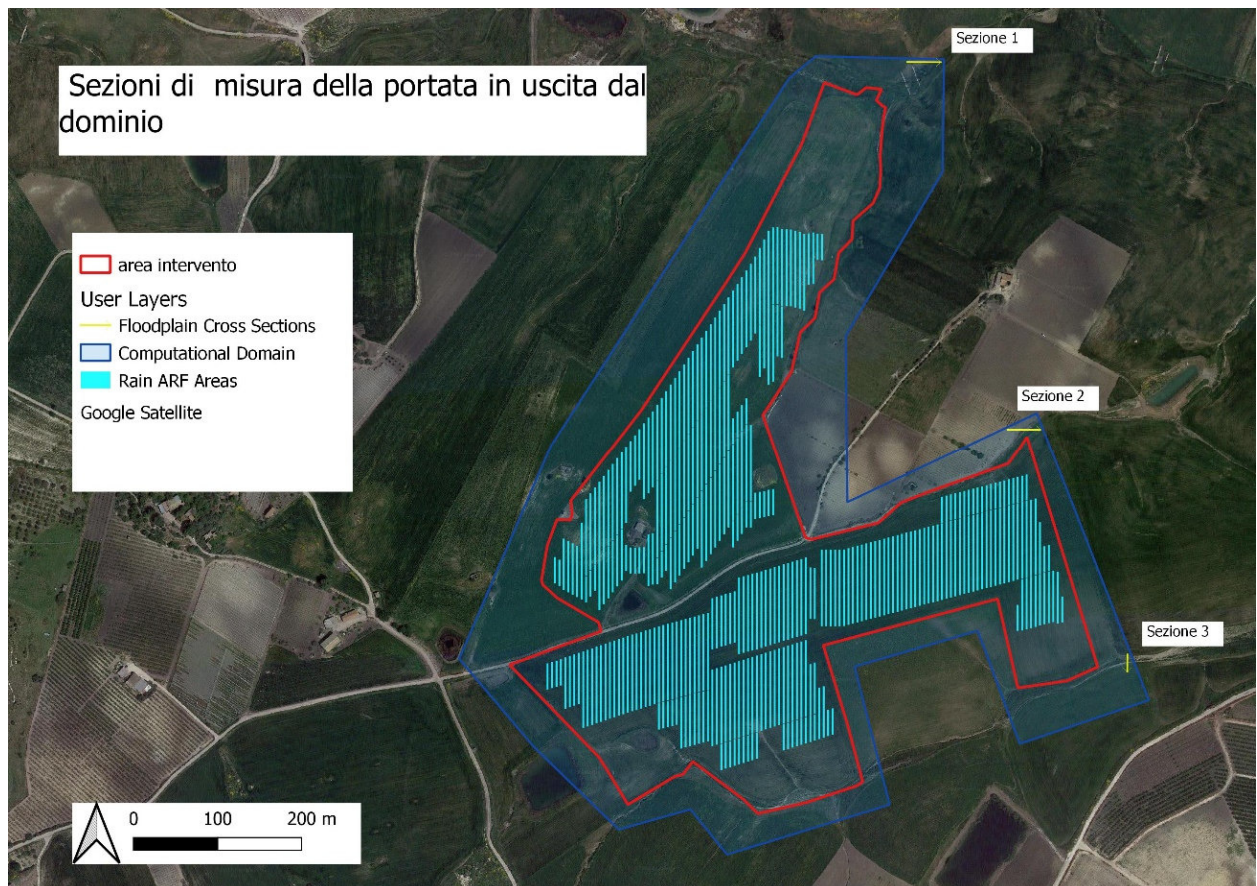 Sezione 1
Sezioni di misura della portata in uscita dal
dominio
area intervento
User Layers
Floodplain Cross Sections
Computational Domain
Rain ARF Areas
Google Satellite
Sezione 2
Sezione 3
0 100 200 m